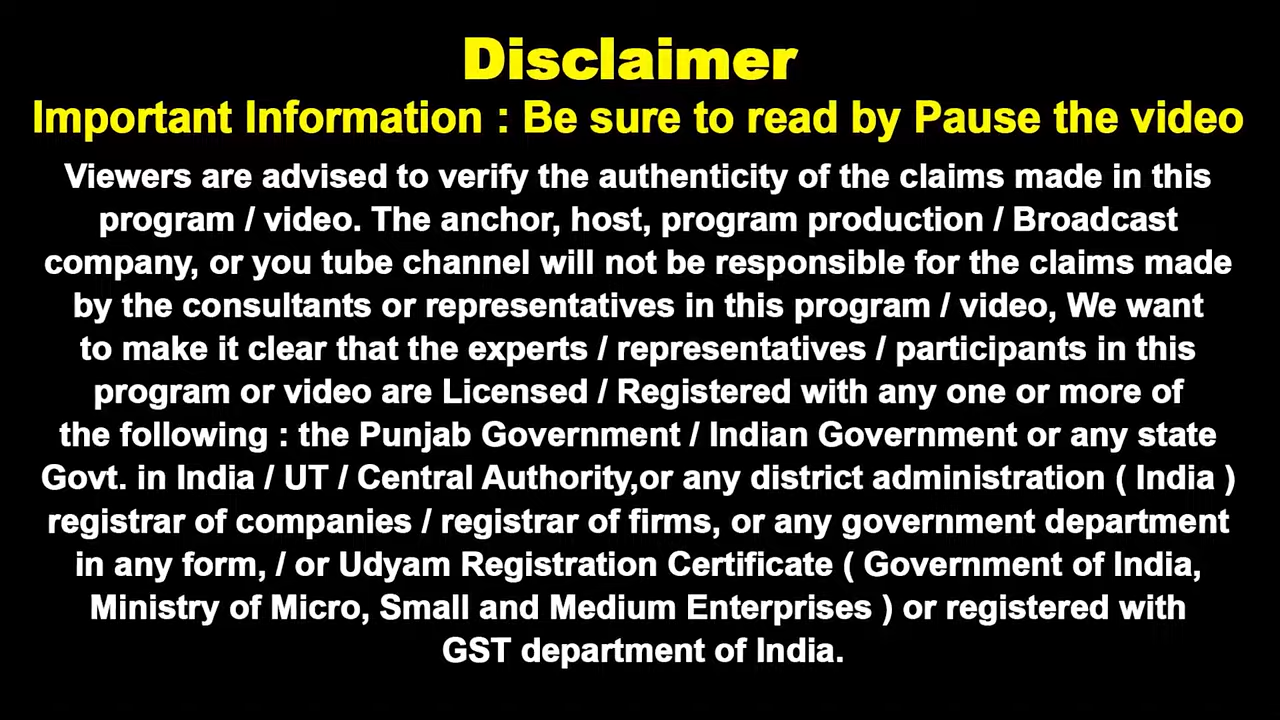 Disclaimer
Important Information : Be sure to read by Pause the video
Viewers are advised to verify the authenticity of the claims made in this
program / video. The anchor, host, program production / Broadcast
company, or you tube channel will not be responsible for the claims made
by the consultants or representatives in this program / video, We want
to make it clear that the experts / representatives / participants in this
program or video are Licensed / Registered with any one or more of
the following : the Punjab Government / Indian Government or any state
Govt. in India / UT / Central Authority,or any district administration ( India )
registrar of companies / registrar of firms, or any government department
in any form, / or Udyam Registration Certificate ( Government of India,
Ministry of Micro, Small and Medium Enterprises ) or registered with
GST department of India.